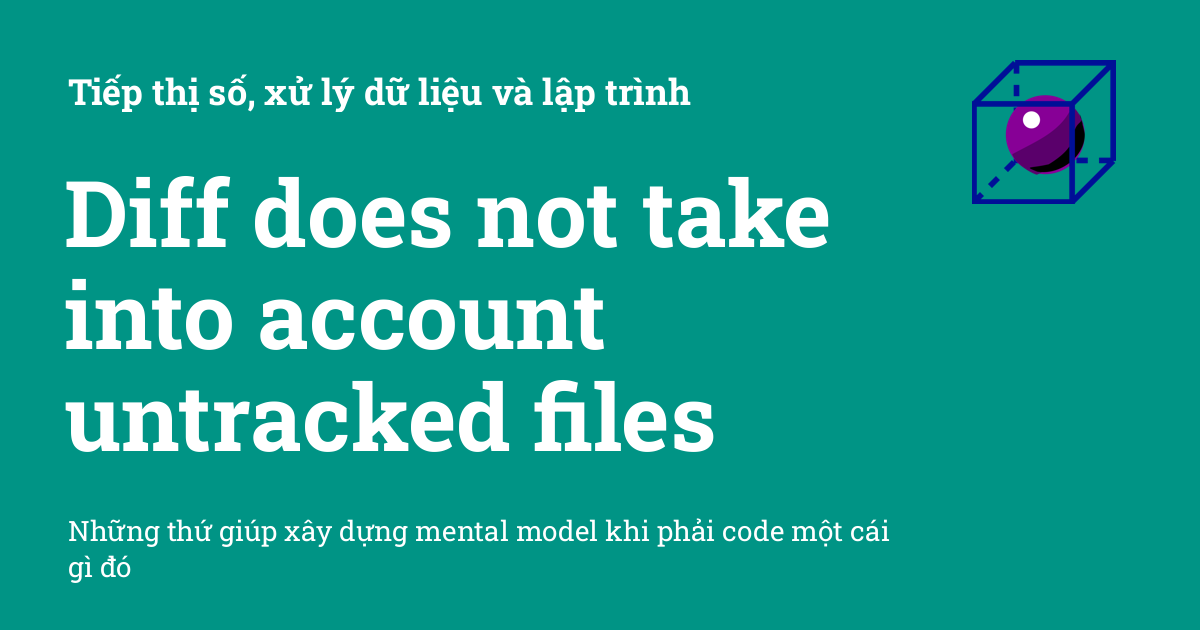 Tiếp thị số, xử lý dữ liệu và lập trình
Diff does not take
into account
untracked files
Những thứ giúp xây dựng mental model khi phải code một cái
gì đó